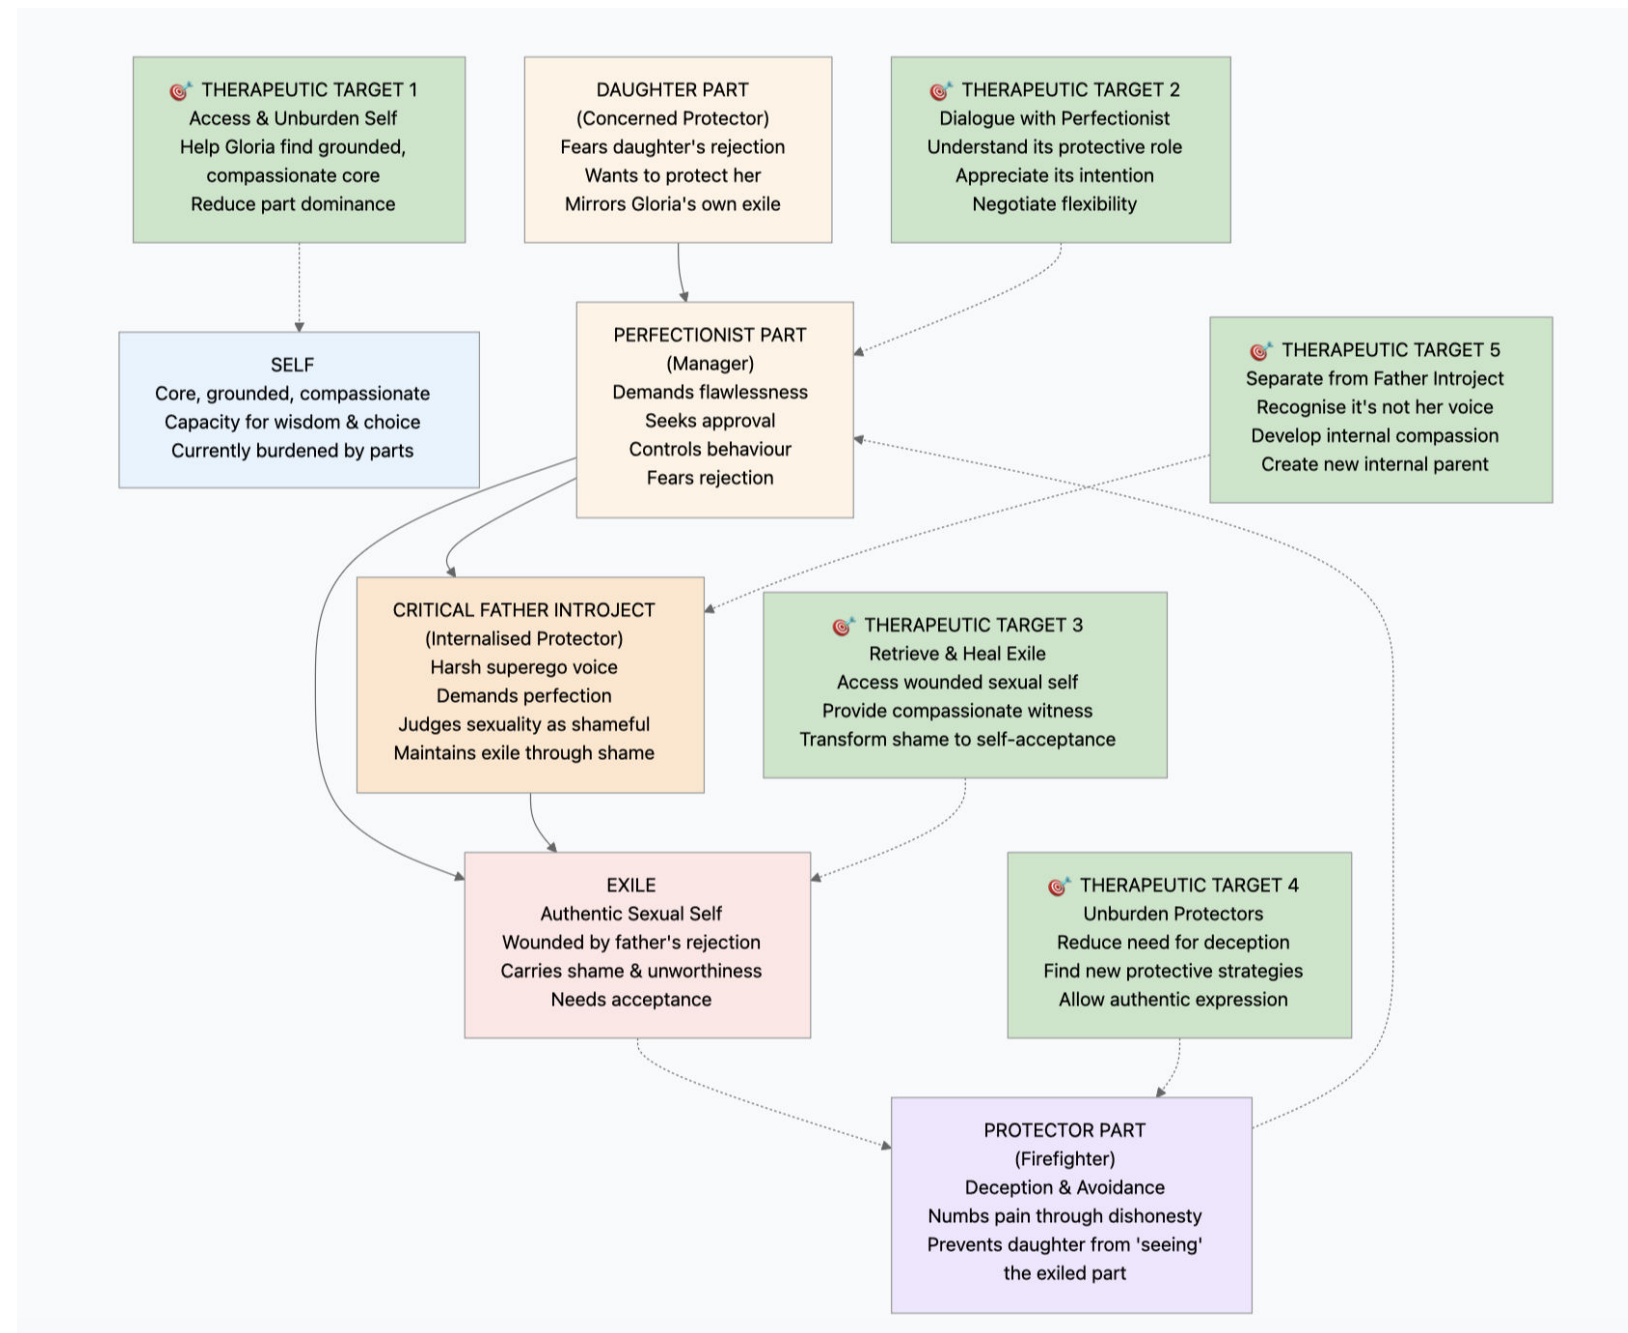 🎯 THERAPEUTIC TARGET 1
Access & Unburden Self
Help Gloria find grounded,
compassionate core
Reduce part dominance
DAUGHTER PART
(Concerned Protector)
Fears daughter's rejection
Wants to protect her
Mirrors Gloria's own exile
🎯 THERAPEUTIC TARGET 2
Dialogue with Perfectionist
Understand its protective role
Appreciate its intention
Negotiate flexibility
SELF
Core, grounded, compassionate
Capacity for wisdom & choice
Currently burdened by parts
PERFECTIONIST PART
(Manager)
Demands flawlessness
Seeks approval
Controls behaviour
Fears rejection
🎯 THERAPEUTIC TARGET 5
Separate from Father Introject
Recognise it's not her voice
Develop internal compassion
Create new internal parent
CRITICAL FATHER INTROJECT
(Internalised Protector)
Harsh superego voice
Demands perfection
Judges sexuality as shameful
Maintains exile through shame
🎯 THERAPEUTIC TARGET 3
Retrieve & Heal Exile
Access wounded sexual self
Provide compassionate witness
Transform shame to self-acceptance
EXILE
Authentic Sexual Self
Wounded by father's rejection
Carries shame & unworthiness
Needs acceptance
🎯 THERAPEUTIC TARGET 4
Unburden Protectors
Reduce need for deception
Find new protective strategies
Allow authentic expression
PROTECTOR PART
(Firefighter)
Deception & Avoidance
Numbs pain through dishonesty
Prevents daughter from 'seeing'
the exiled part